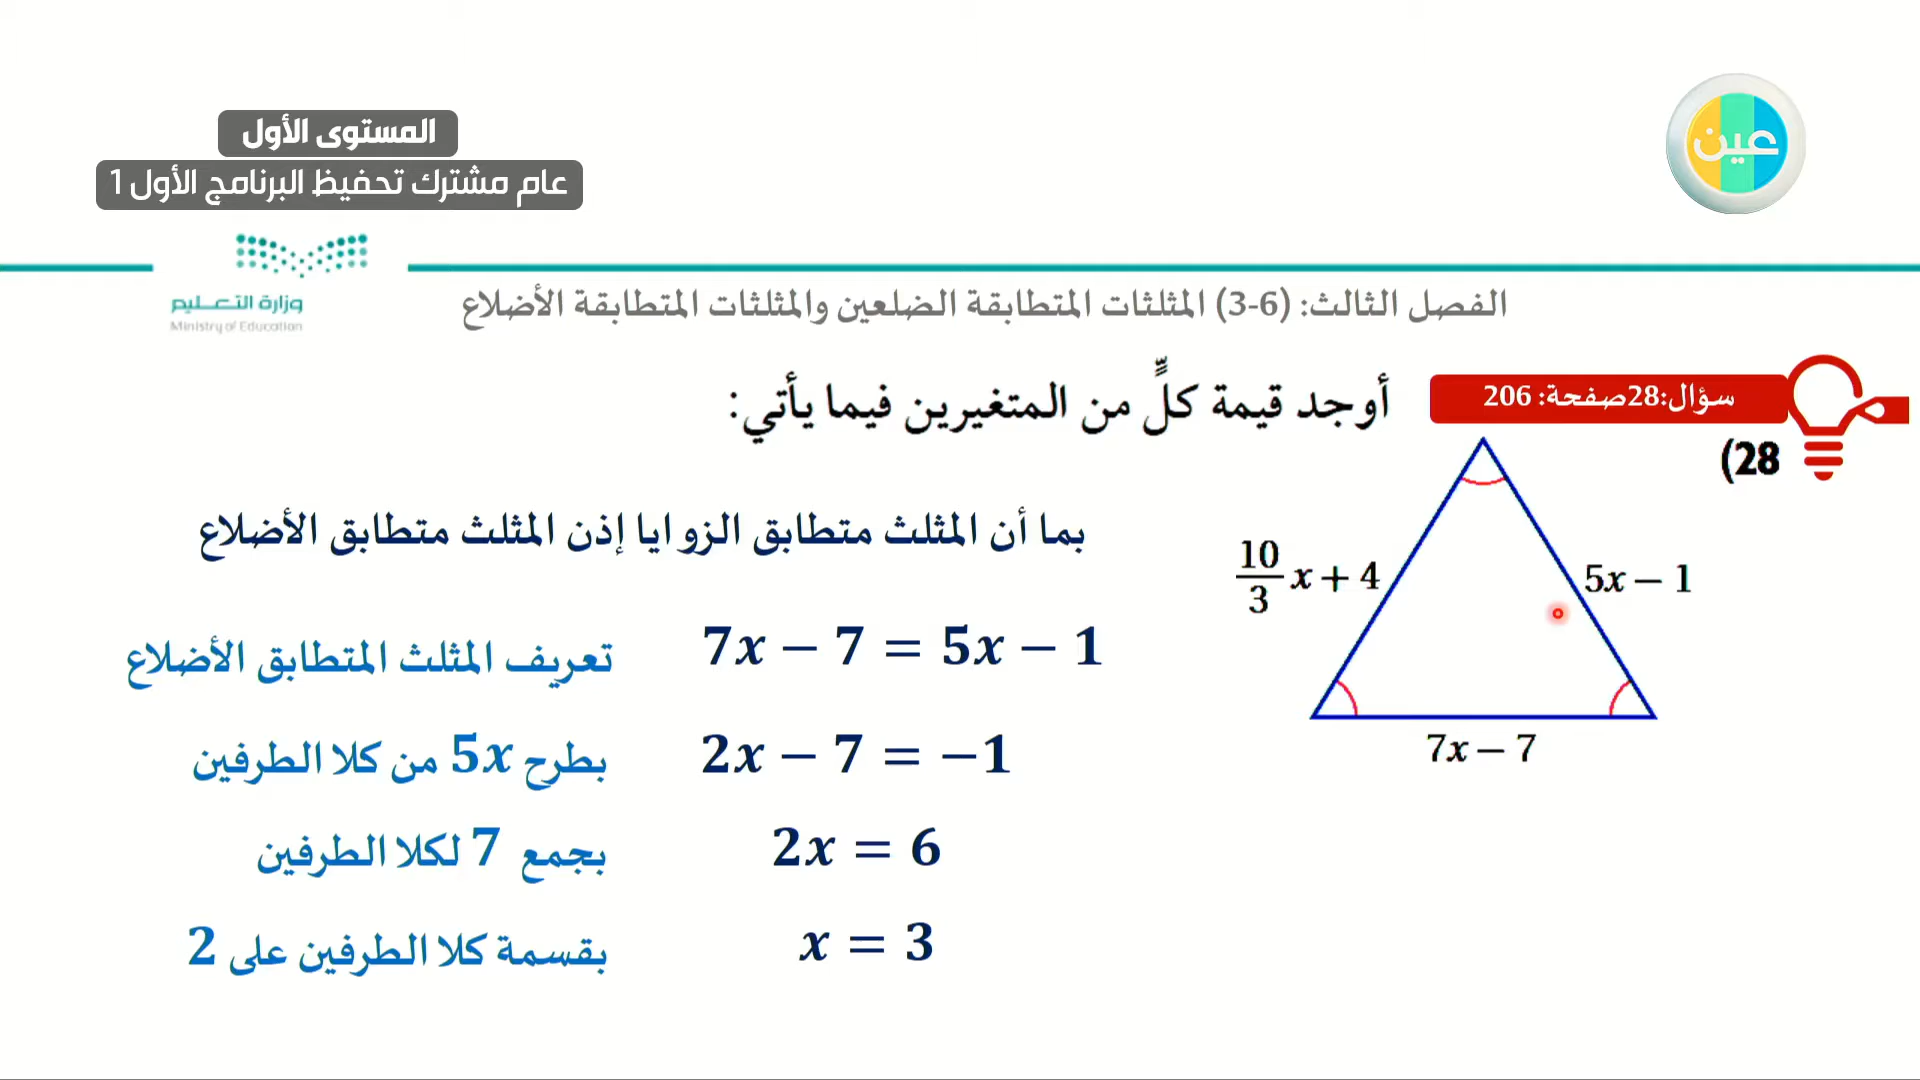 المستوى الأول
عام مشترك تحفيظ البرنامج الأول 1
عين
وزارة التعـــليم
Ministry of Education
الفصل الثالث: (6-3) المثلثات المتطابقة الضلعين والمثلثات المتطابقة الأضلاع
سؤال:28صفحة: 206
أوجد قيمة كلٍّ من المتغيرين فيما يأتي:
(28
بما أن المثلث متطابق الزوايا إذن المثلث متطابق الأضلاع
10/3 x + 4
5x − 1
7x − 7
7x − 7 = 5x − 1 تعريف المثلث المتطابق الأضلاع
2x − 7 = −1 بطرح 5x من كلا الطرفين
2x = 6 بجمع 7 لكلا الطرفين
x = 3 بقسمة كلا الطرفين على 2